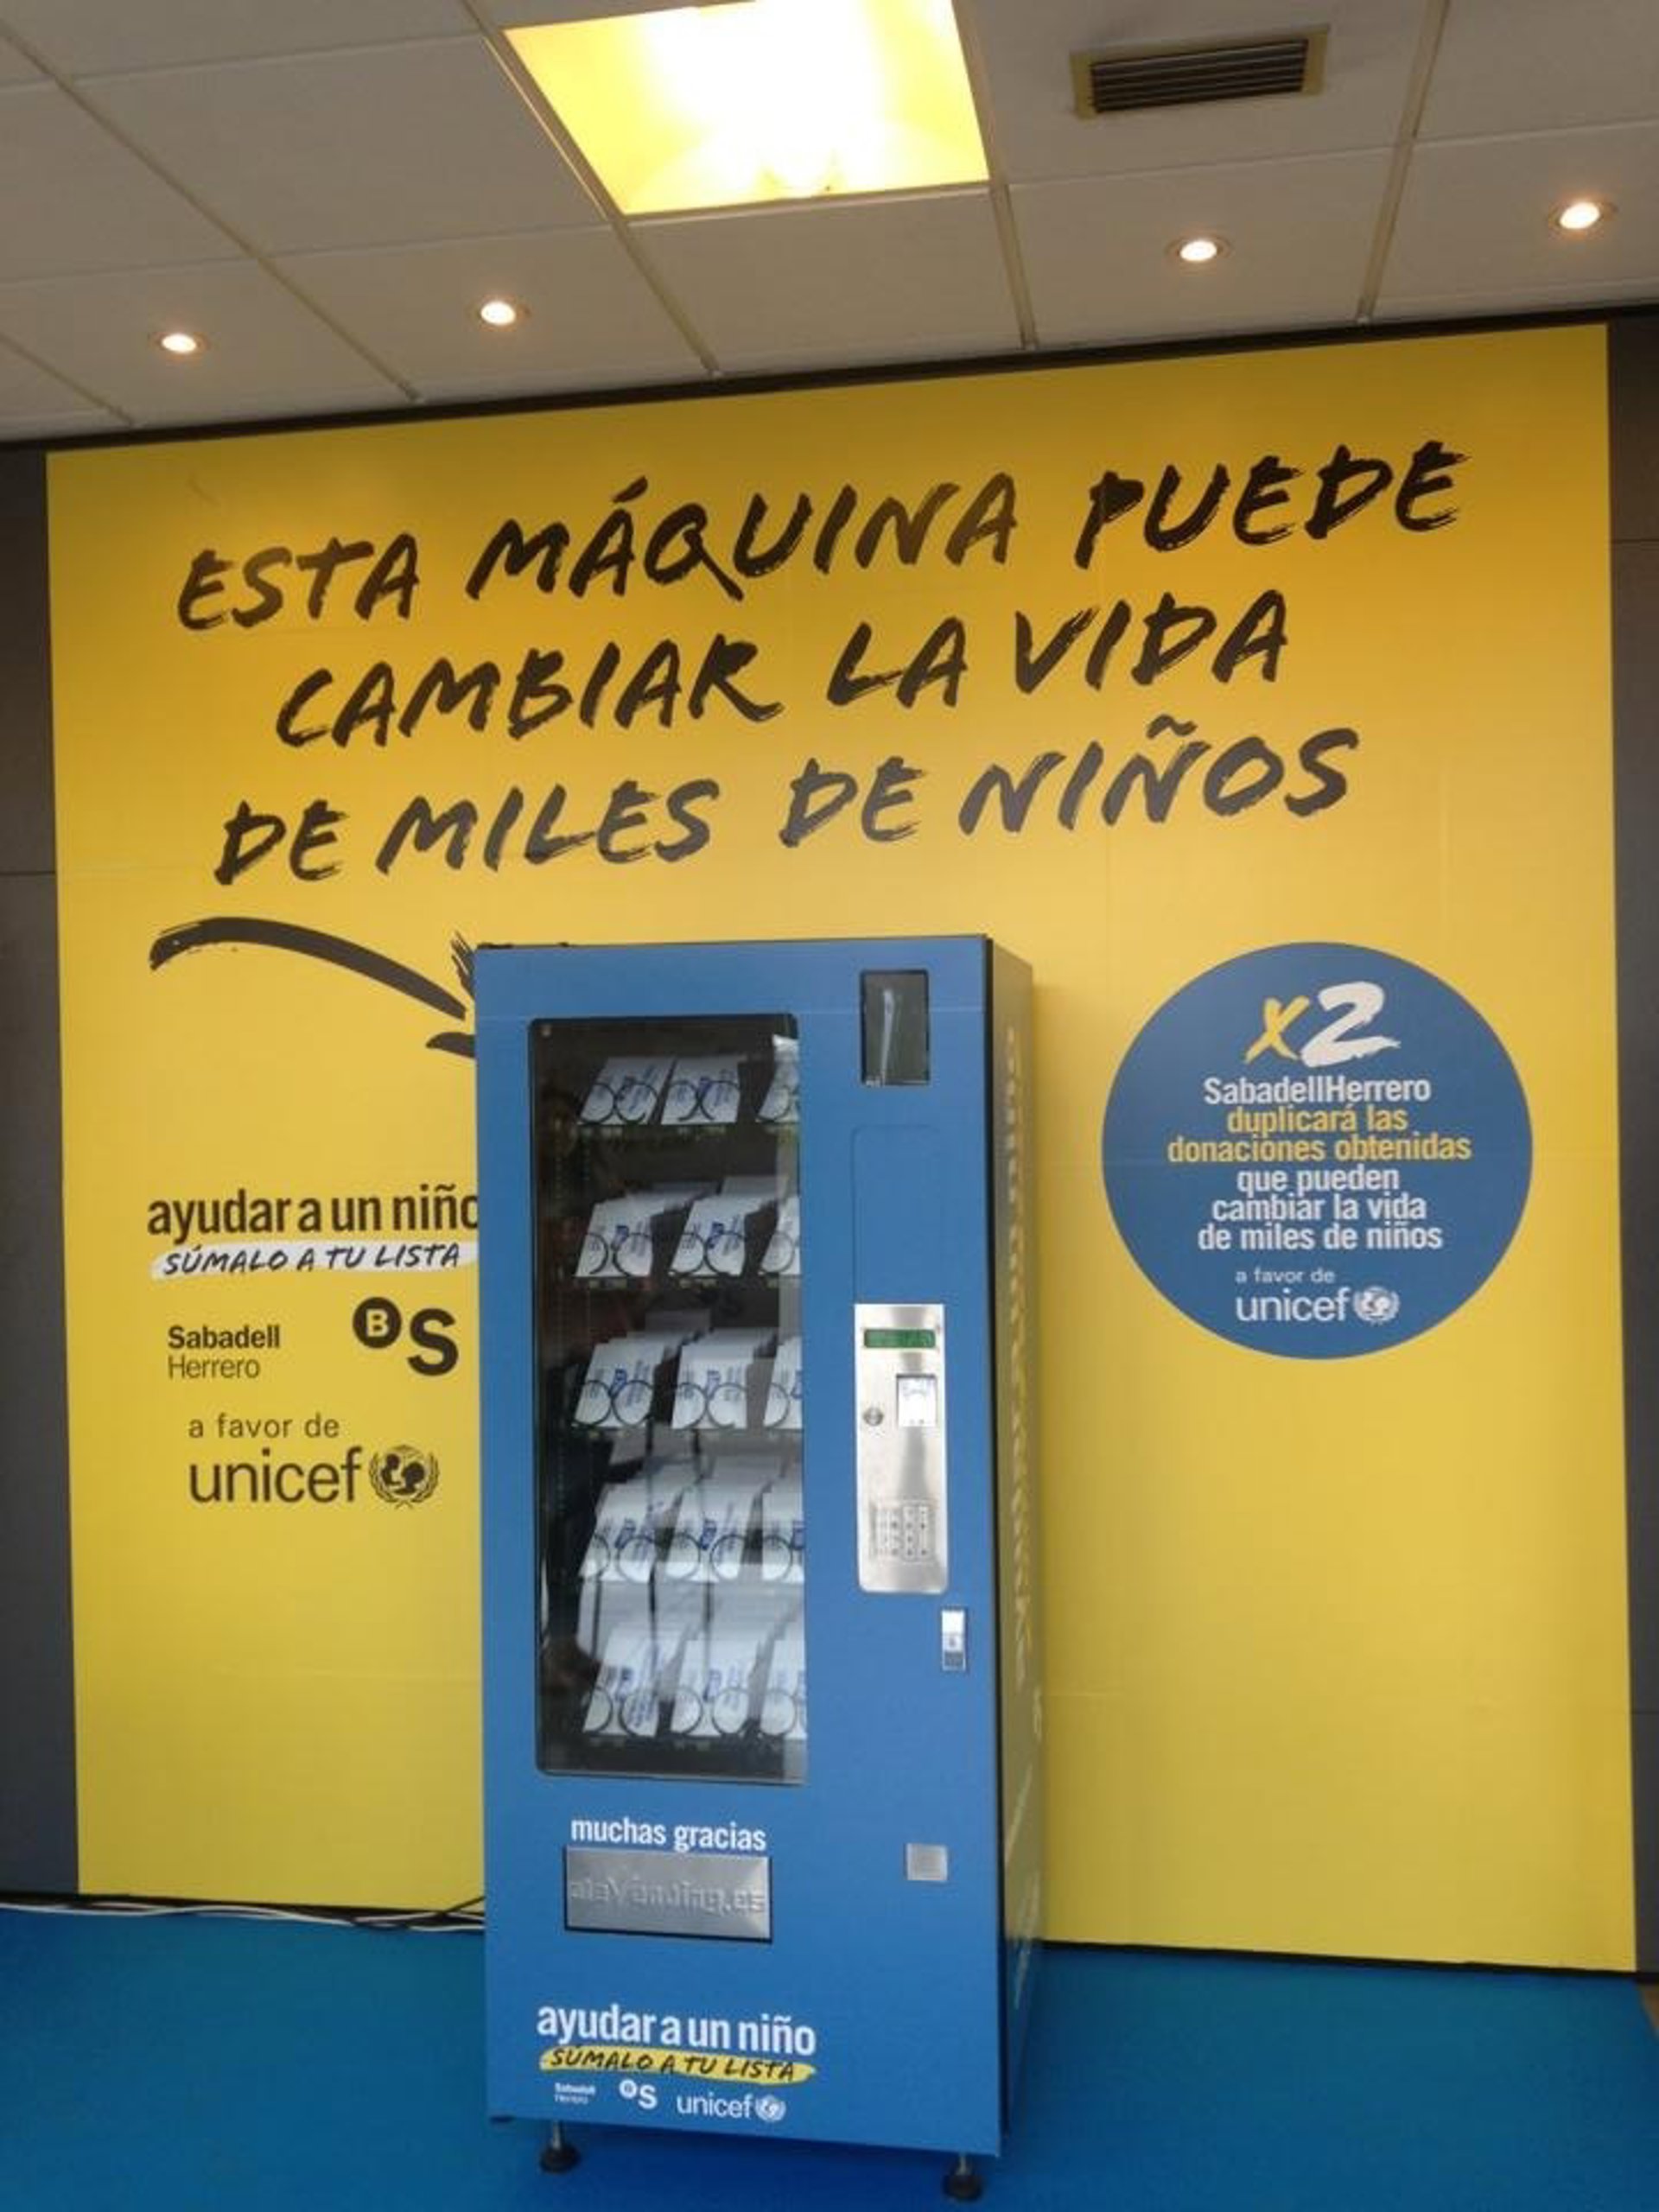 ESTA MÁQUINA PUEDE
CAMBIAR LA VIDA
DE MILES DE NIÑOS
ayudar a un niño
SÚMALO A TU LISTA
Sabadell
Herrero
BS
a favor de
unicef
x2
SabadellHerrero
duplicará las
donaciones obtenidas
que pueden
cambiar la vida
de miles de niños
a favor de
unicef
muchas gracias
ayudar a un niño
SÚMALO A TU LISTA
Sabadell
Herrero
BS
unicef